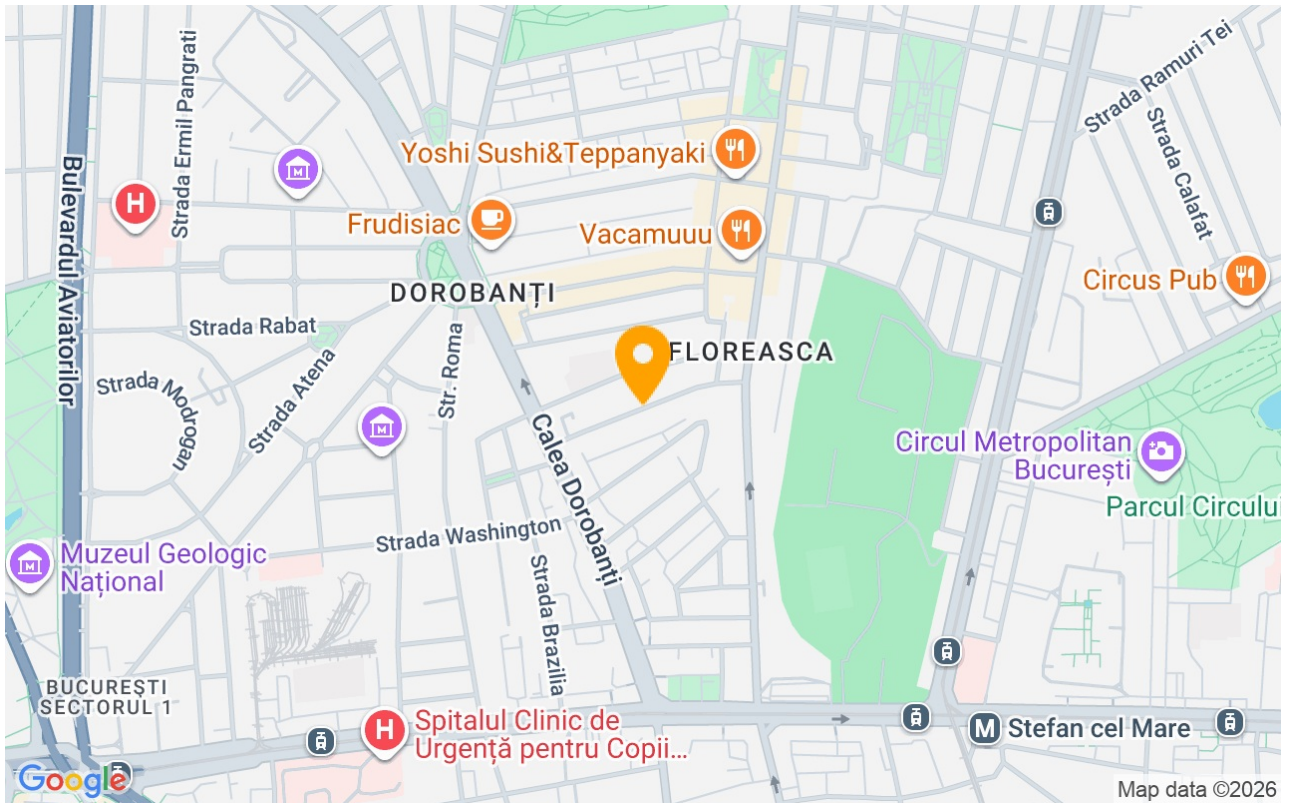 Strada Ermil Pangrati
Strada Ramuri Tei
Strada Calafat
Bulevardul Aviatorilor
M
H
Yoshi Sushi&Teppanyaki
Frudisiac
Vacamuuu
Circus Pub
DOROBANȚI
Strada Rabat
Str. Roma
FLOREASCA
Strada Atena
Strada Modrogan
M
Calea Dorobanți
Circul Metropolitan
București
Parcul Circului
Strada Washington
M
Muzeul Geologic
Național
Strada Brazilia
BUCUREȘTI
SECTORUL 1
H
Spitalul Clinic de
Urgență pentru Copii...
M
Stefan cel Mare
Google
Map data ©2026